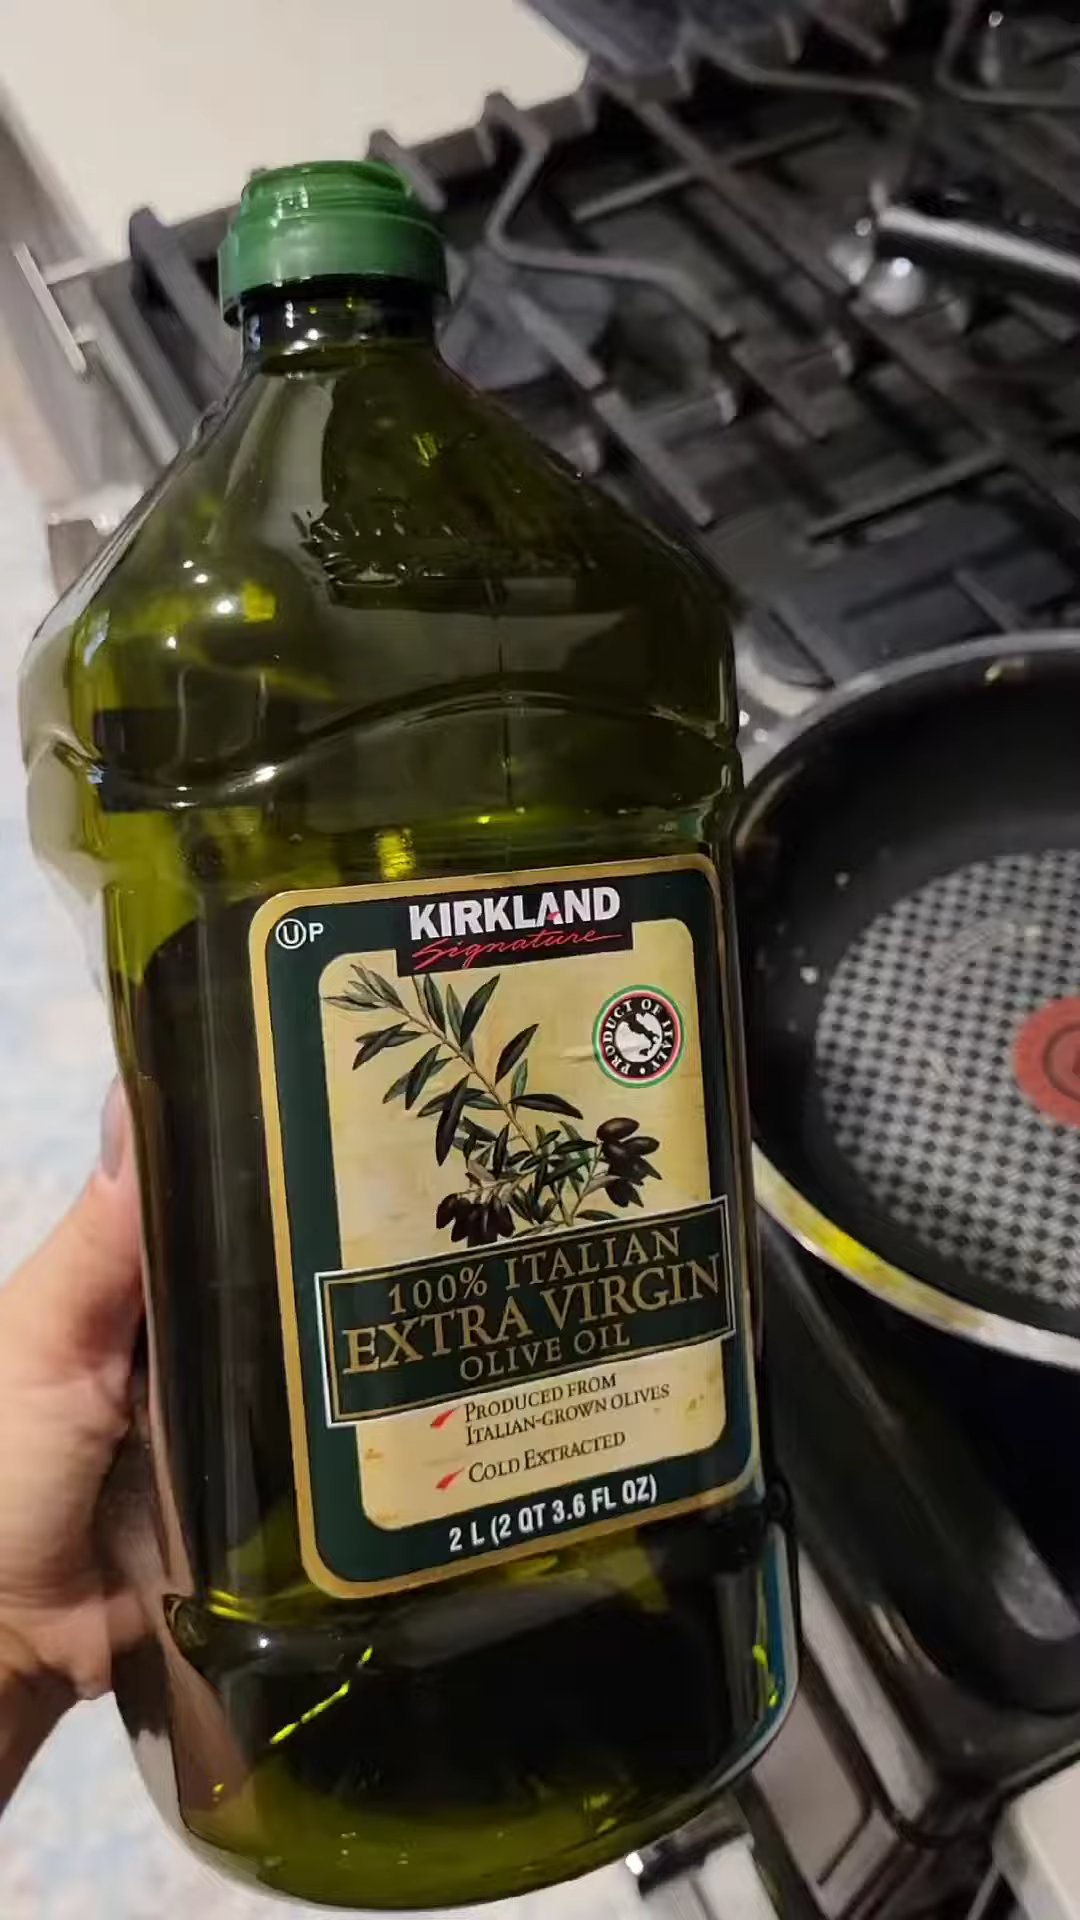 ⓊP
KIRKLAND
Signature
PRODUCT OF ITALY
100% ITALIAN
EXTRA VIRGIN
OLIVE OIL
PRODUCED FROM
ITALIAN-GROWN OLIVES
COLD EXTRACTED
2 L (2 QT 3.6 FL OZ)